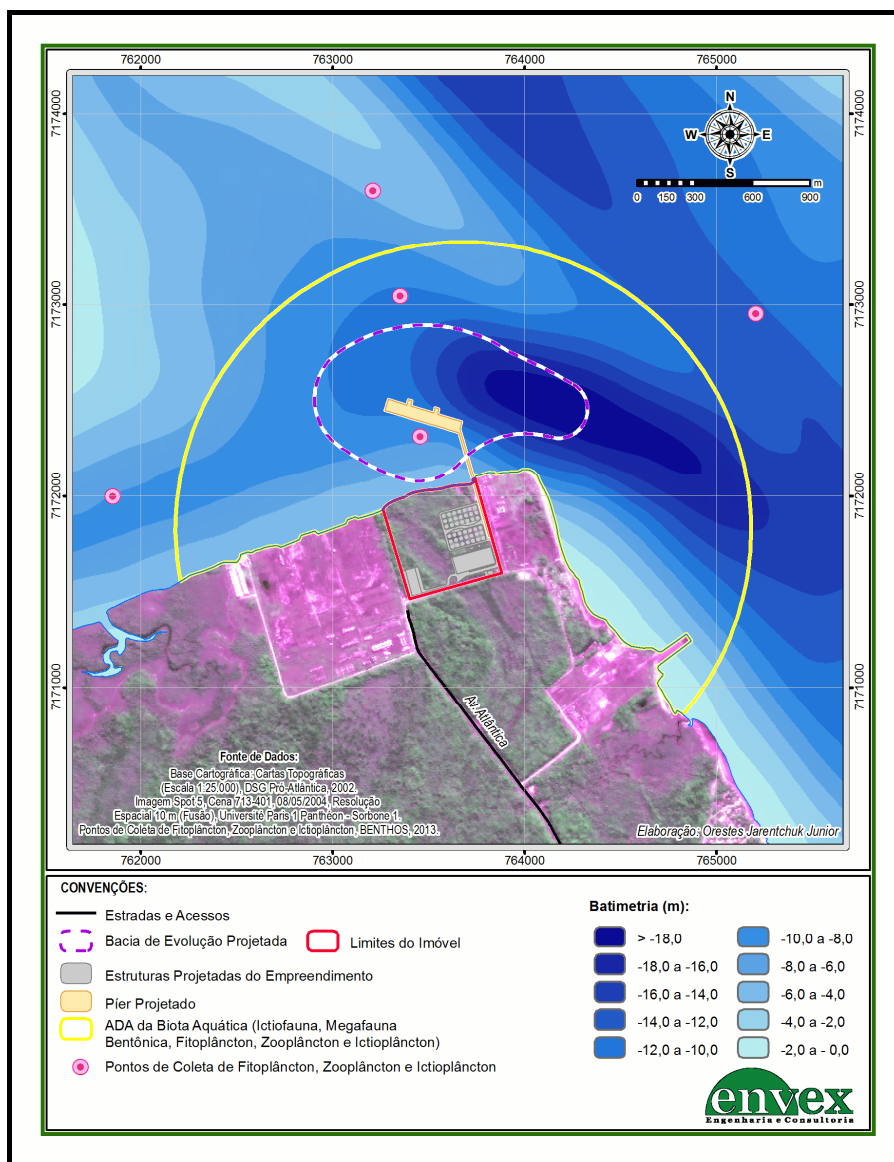 762000 763000 764000 765000
7174000 7174000
N
W E
S
m
0 150 300 600 900
7173000 7173000
7172000 7172000
7171000 7171000
Av. Atlântica
Fonte de Dados:
Base Cartográfica: Cartas Topográficas
(Escala 1:25.000), DSG Pró-Atlântica, 2002.
Imagem Spot 5, Cena 713-401, 08/05/2004, Resolução
Espacial 10 m (Fusão), Université Paris 1 Panthéon - Sorbone 1.
Pontos de Coleta de Fitoplâncton, Zooplâncton e Ictioplâncton, BENTHOS, 2013.
Elaboração: Orestes Jarentchuk Junior
762000 763000 764000 765000
CONVENÇÕES:
Estradas e Acessos
Bacia de Evolução Projetada
Limites do Imóvel
Estruturas Projetadas do Empreendimento
Píer Projetado
ADA da Biota Aquática (Ictiofauna, Megafauna
Bentônica, Fitoplâncton, Zooplâncton e Ictioplâncton)
Pontos de Coleta de Fitoplâncton, Zooplâncton e Ictioplâncton
Batimetria (m):
> -18,0
-18,0 a -16,0
-16,0 a -14,0
-14,0 a -12,0
-12,0 a -10,0
-10,0 a -8,0
-8,0 a -6,0
-6,0 a -4,0
-4,0 a -2,0
-2,0 a - 0,0
envex
Engenharia e Consultoria